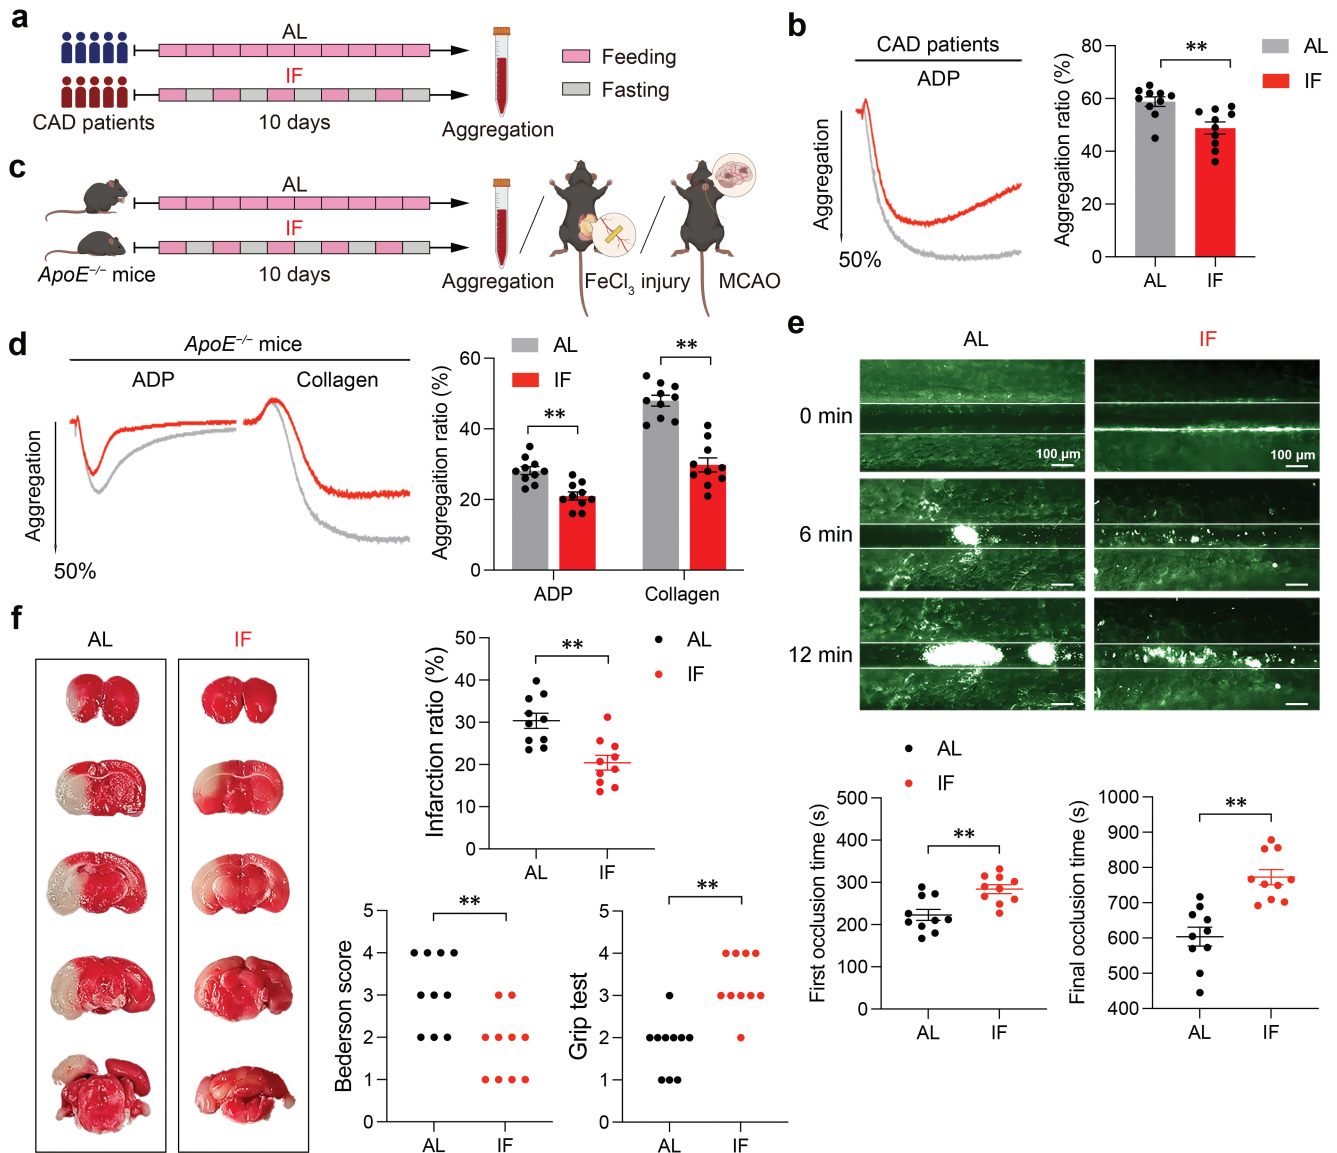 a
AL
IF
CAD patients
10 days
Aggregation
Feeding
Fasting
b
CAD patients
ADP
Aggregation
50%
Aggregaition ratio (%)
80
60
40
20
0
**
AL
IF
AL
IF
c
AL
IF
ApoE−/− mice
10 days
Aggregation
FeCl3 injury
MCAO
d
ApoE−/− mice
ADP
Collagen
Aggregation
50%
Aggregaition ratio (%)
60
40
20
0
AL
IF
**
**
ADP
Collagen
e
AL
IF
0 min
100 µm
100 µm
6 min
12 min
AL
IF
First occlusion time (s)
500
400
300
200
100
0
**
AL
IF
Final occlusion time (s)
1000
900
800
700
600
500
400
**
AL
IF
f
AL
IF
Infarction ratio (%)
50
40
30
20
10
0
**
AL
IF
AL
IF
Bederson score
5
4
3
2
1
0
**
AL
IF
Grip test
5
4
3
2
1
0
**
AL
IF